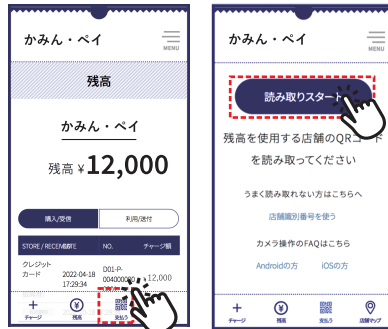 かみん・ペイ
MENU
残高
かみん・ペイ
残高 ¥12,000
購入/受信
利用/送付
STORE / RECEM
NO.
チャージ額
クレジット
カード
2022-04-18
17:29:34
D01-P-
004000080
12,000
チャージ
残高
支払う
かみん・ペイ
MENU
読み取りスタート
残高を使用する店舗のQRコード
を読み取ってください
うまく読み取れない方はこちらへ
店舗識別番号を使う
カメラ操作のFAQはこちら
Androidの方
iOSの方
チャージ
残高
支払う
店舗マップ